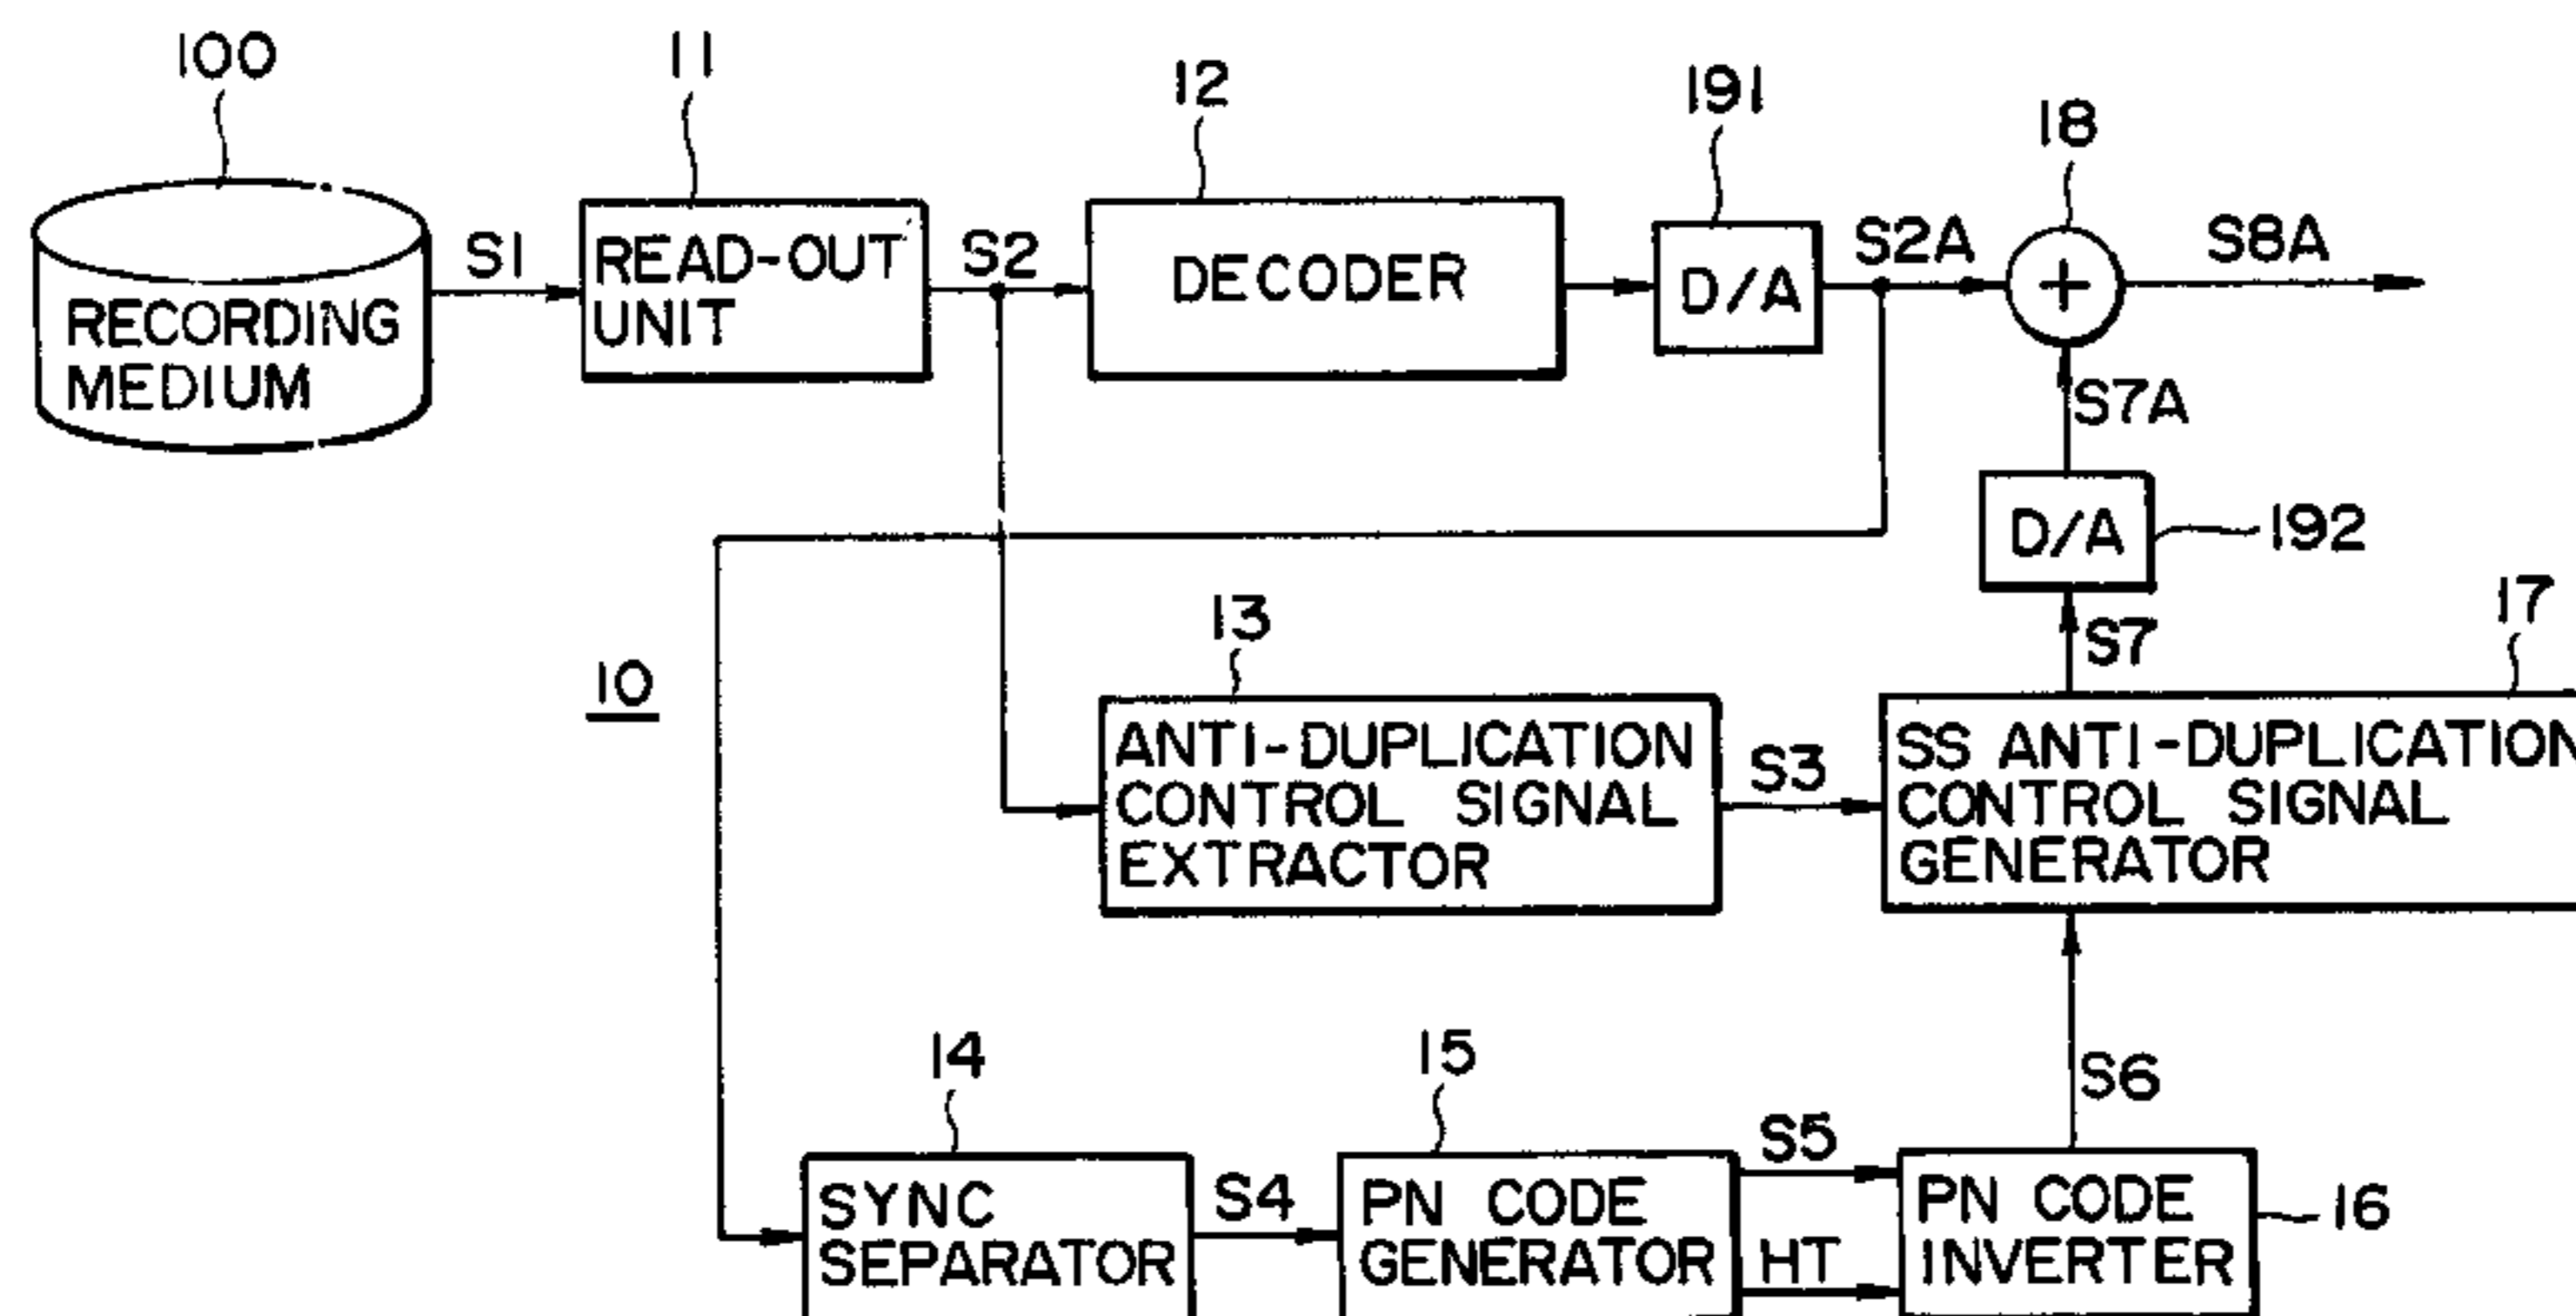 100
11
12
191
18
S1
READ-OUT
UNIT
S2
DECODER
D/A
S2A
+
S8A
RECORDING
MEDIUM
S7A
D/A
192
10
13
S7
17
ANTI-DUPLICATION
CONTROL SIGNAL
EXTRACTOR
S3
SS ANTI-DUPLICATION
CONTROL SIGNAL
GENERATOR
S6
14
15
SYNC
SEPARATOR
S4
PN CODE
GENERATOR
S5
HT
PN CODE
INVERTER
16